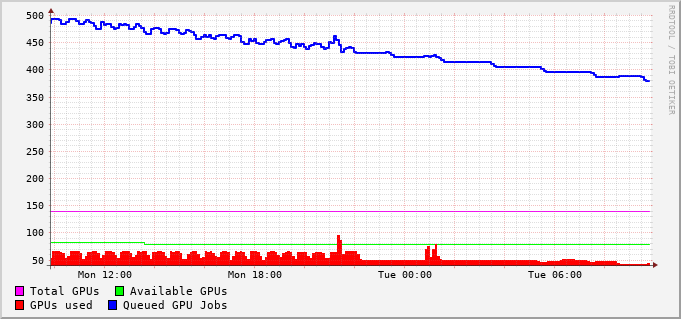 500
450
400
350
300
250
200
150
100
50
Mon 12:00 Mon 18:00 Tue 00:00 Tue 06:00
Total GPUs Available GPUs
GPUs used Queued GPU Jobs
RRDTOOL / TOBI OETIKER